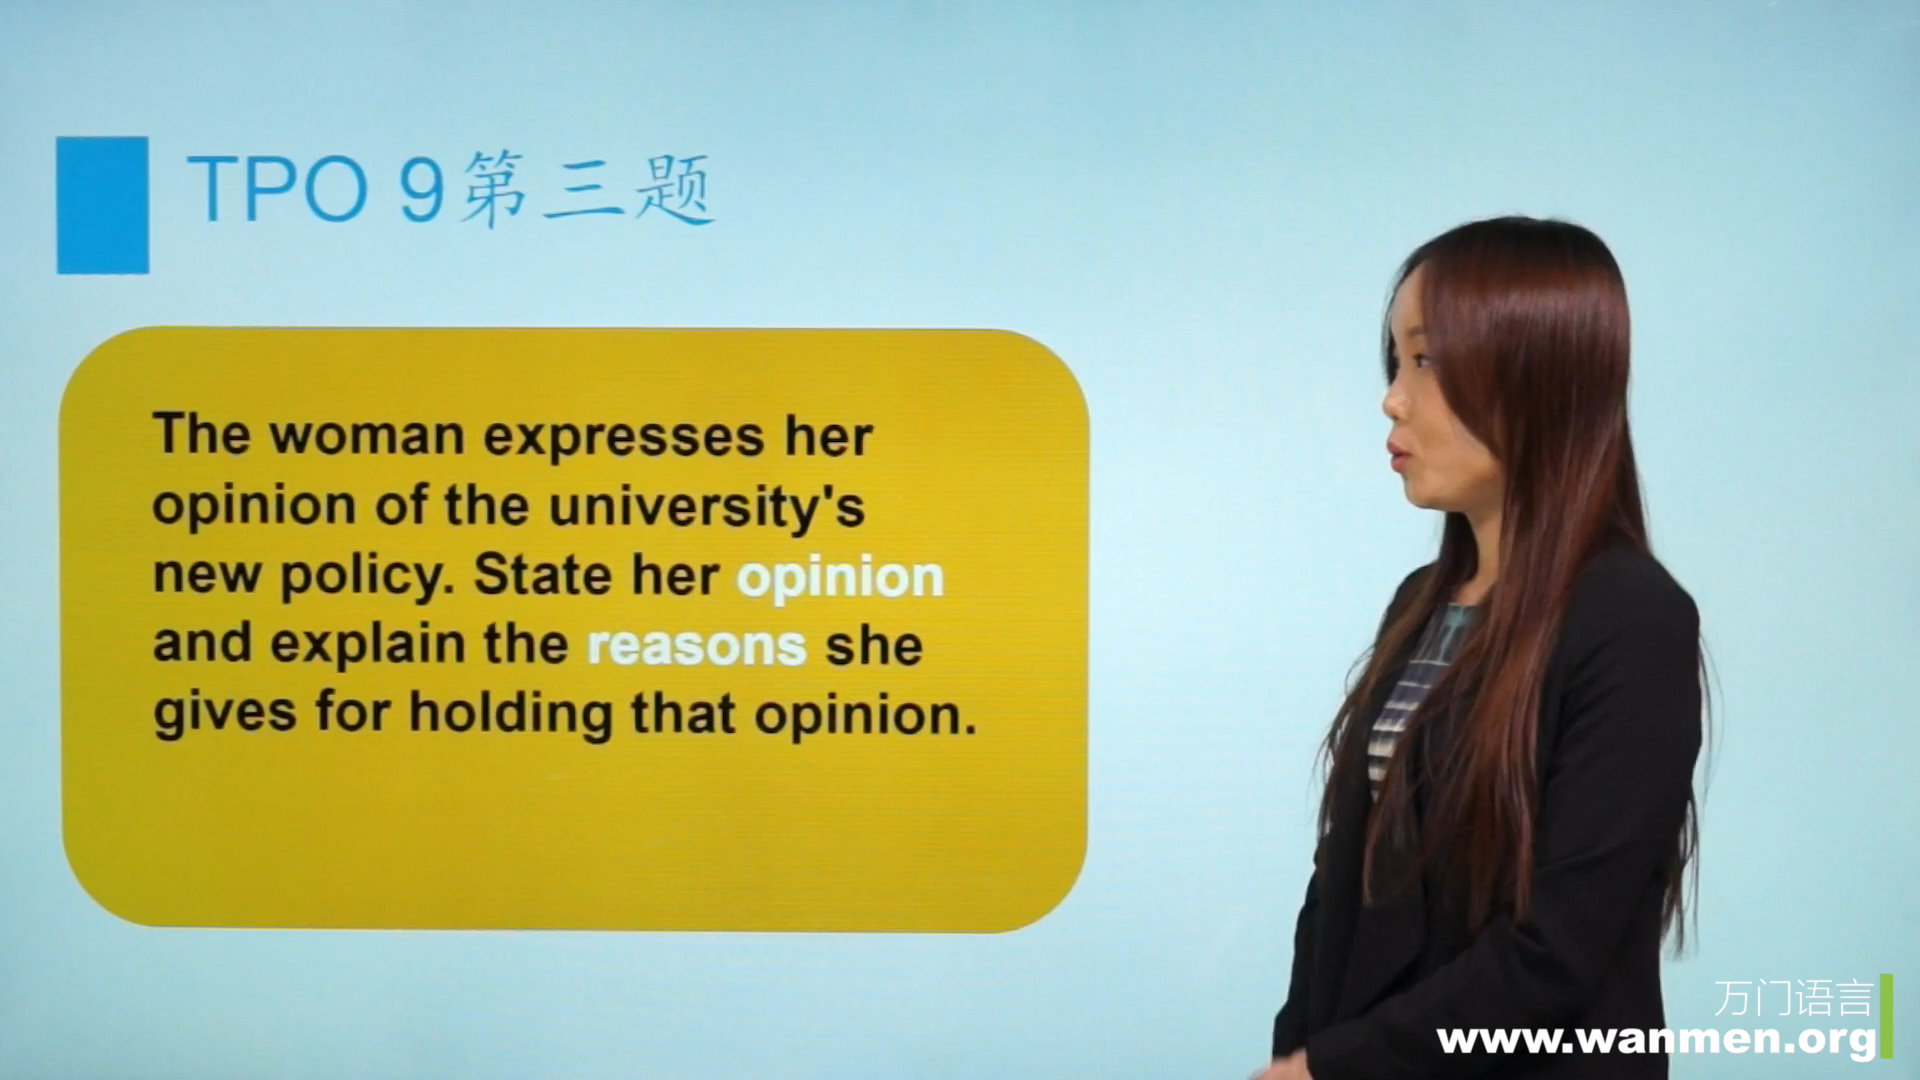 TPO 9第三题
The woman expresses her
opinion of the university's
new policy. State her opinion
and explain the reasons she
gives for holding that opinion.
万门语言
www.wanmen.org